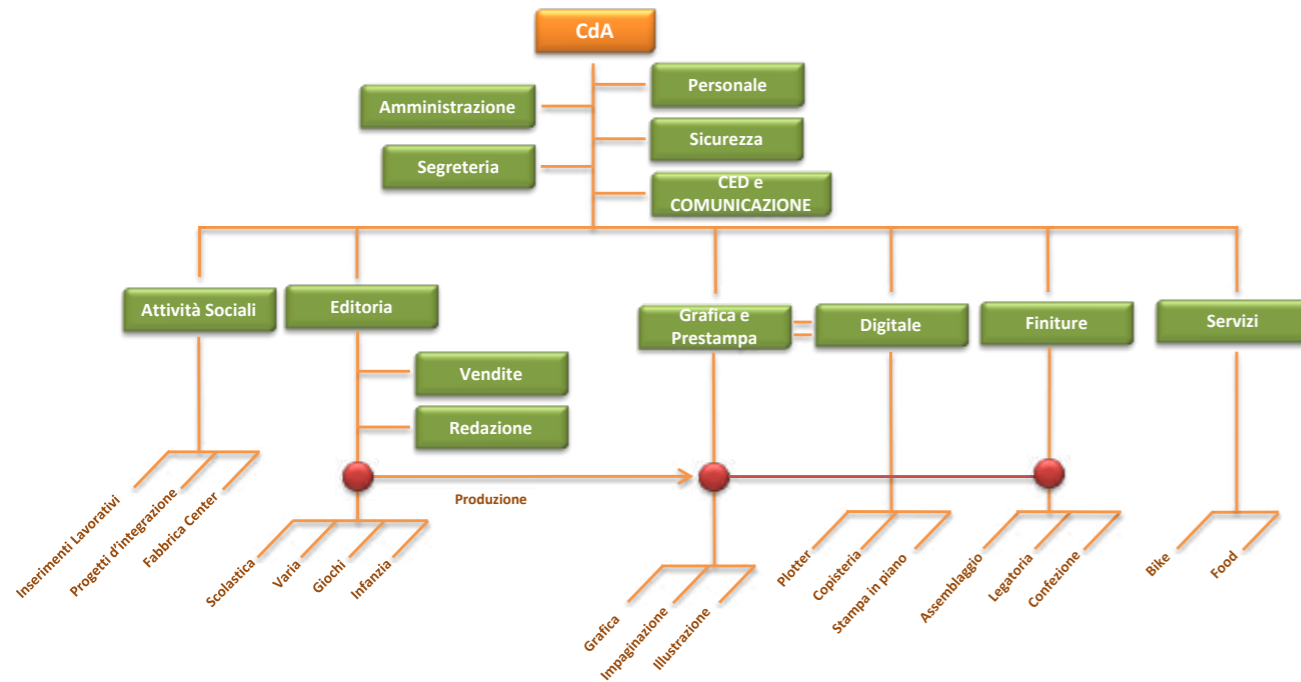 CdA
Personale
Amministrazione
Sicurezza
Segreteria
CED e
COMUNICAZIONE
Attività Sociali
Editoria
Grafica e
Prestampa
Digitale
Finiture
Servizi
Vendite
Redazione
Produzione
Inserimenti Lavorativi
Progetti d'integrazione
Fabbrica Center
Scolastica
Varia
Giochi
Infanzia
Grafica
Impaginazione
Illustrazione
Plotter
Copisteria
Stampa in piano
Assemblaggio
Legatoria
Confezione
Bike
Food